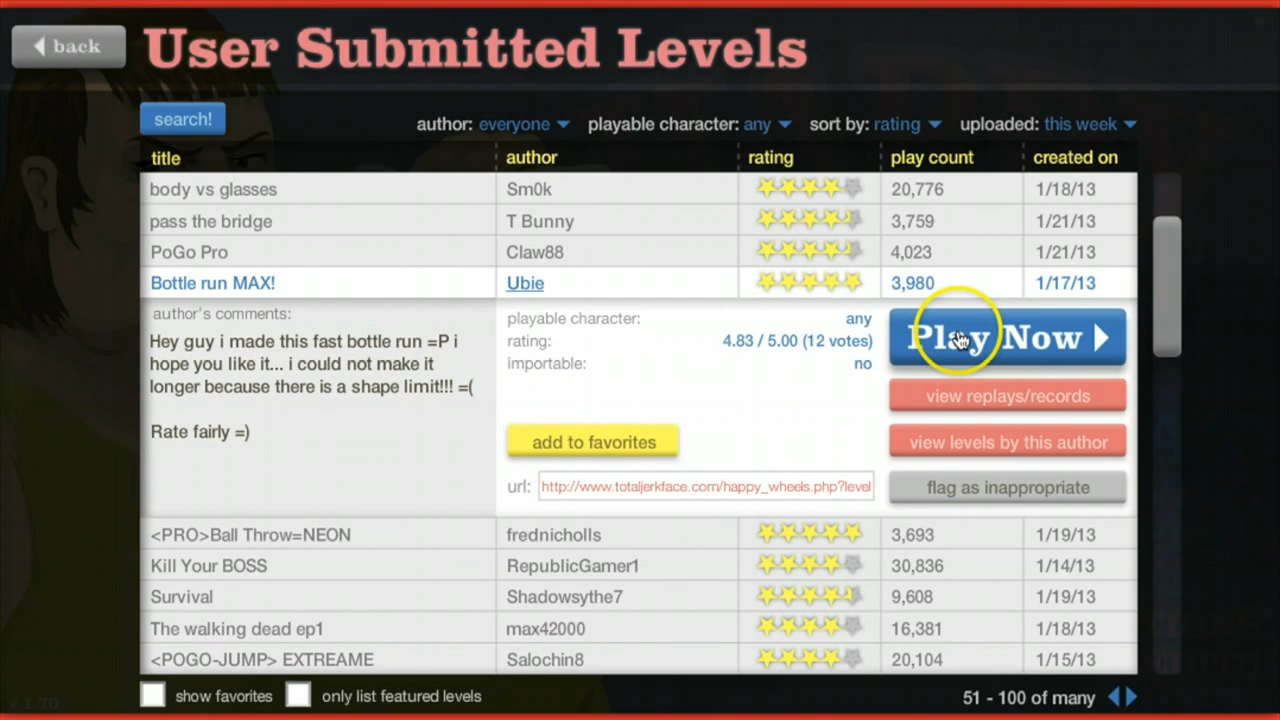 back
User Submitted Levels
search!
author: everyone playable character: any sort by: rating uploaded: this week
title author rating play count created on
body vs glasses Sm0k 20,776 1/18/13
pass the bridge T Bunny 3,759 1/21/13
PoGo Pro Claw88 4,023 1/21/13
Bottle run MAX! Ubie 3,980 1/17/13
author's comments:
Hey guy i made this fast bottle run =P i
hope you like it... i could not make it
longer because there is a shape limit!!! =(
Rate fairly =)
playable character: any
rating: 4.83 / 5.00 (12 votes)
importable: no
add to favorites
url: http://www.totaljerkface.com/happy_wheels.php?level
Play Now
view replays/records
view levels by this author
flag as inappropriate
<PRO>Ball Throw=NEON frednicholls 3,693 1/19/13
Kill Your BOSS RepublicGamer1 30,836 1/14/13
Survival Shadowsythe7 9,608 1/19/13
The walking dead ep1 max42000 16,381 1/18/13
<POGO-JUMP> EXTREAME Salochin8 20,104 1/15/13
show favorites only list featured levels 51 - 100 of many
v 1.70